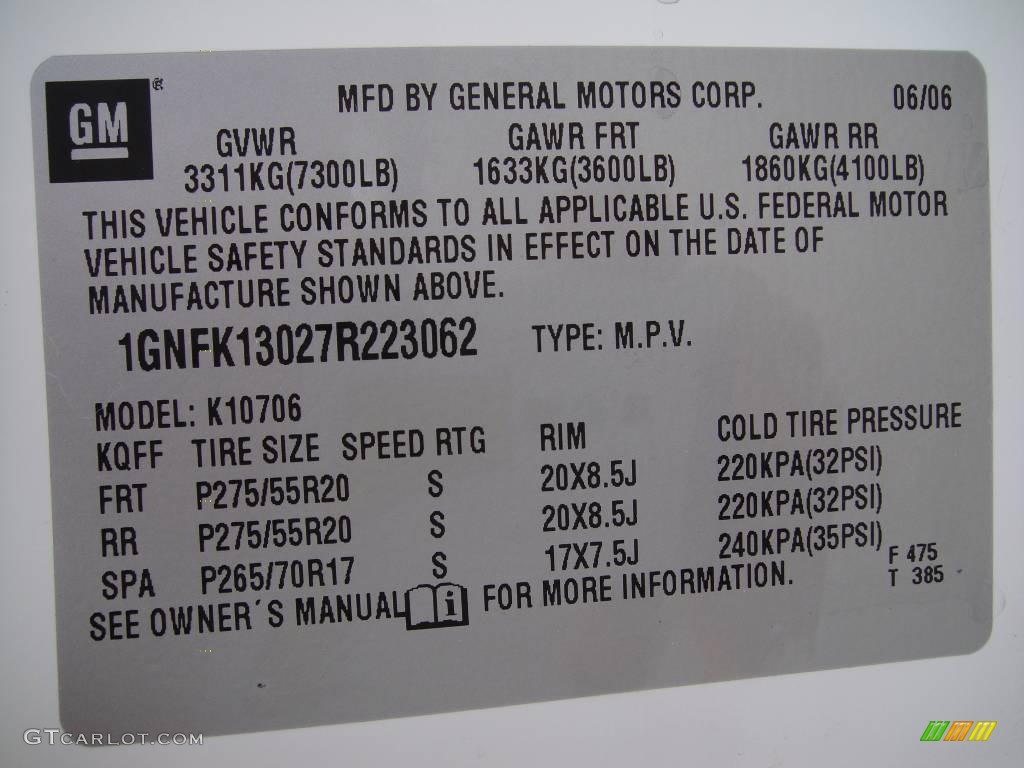 GM ®
MFD BY GENERAL MOTORS CORP. 06/06
GVWR GAWR FRT GAWR RR
3311KG(7300LB) 1633KG(3600LB) 1860KG(4100LB)
THIS VEHICLE CONFORMS TO ALL APPLICABLE U.S. FEDERAL MOTOR
VEHICLE SAFETY STANDARDS IN EFFECT ON THE DATE OF
MANUFACTURE SHOWN ABOVE.
1GNFK13027R223062 TYPE: M.P.V.
MODEL: K10706
KQFF TIRE SIZE SPEED RTG RIM COLD TIRE PRESSURE
FRT P275/55R20 S 20X8.5J 220KPA(32PSI)
RR P275/55R20 S 20X8.5J 220KPA(32PSI)
SPA P265/70R17 S 17X7.5J 240KPA(35PSI) F 475
SEE OWNER´S MANUAL i FOR MORE INFORMATION. T 385
GTCARLOT.COM